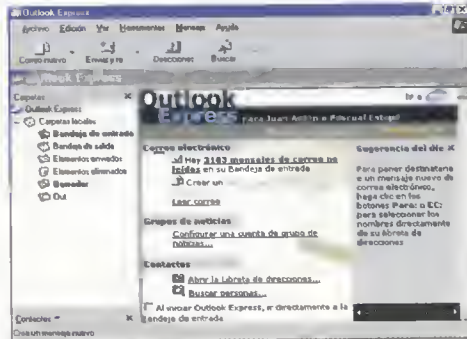 Outlook Express
Archivo Edición Ver Herramientas Mensaje Ayuda
Correo nuevo Enviar y re Direcciones Buscar
Outlook Express
Carpetas
Outlook Express
Carpetas locales
Bandeja de entrada
Bandeja de salida
Elementos enviados
Elementos eliminados
Borrador
Out
Contactos
Crea un mensaje nuevo
Outlook
Express
para Juan Antonio Pascual Estapé
Ir a
Correo electrónico
Hay 3103 mensajes de correo no
leídos en su Bandeja de entrada
Crear un
Leer correo
Grupos de noticias
Configurar una cuenta de grupo de
noticias...
Contactos
Abrir la Libreta de direcciones...
Buscar personas...
Al iniciar Outlook Express, ir directamente a la
Bandeja de entrada
Sugerencia del día
Para poner destinatario
a un mensaje nuevo de
correo electrónico,
haga clic en los
botones Para: o CC:
para seleccionar los
nombres directamente
de su libreta de
direcciones